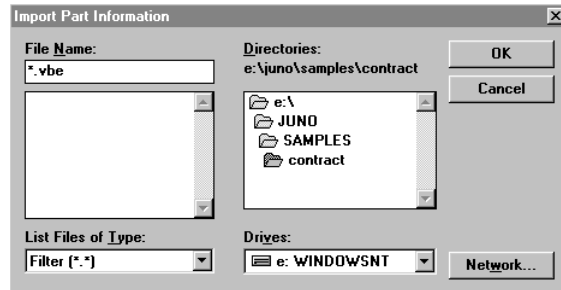 Import Part Information
File Name:
*.vbe
Directories:
e:\juno\samples\contract
e:\
JUNO
SAMPLES
contract
OK
Cancel
List Files of Type:
Filter (*.*)
Drives:
e: WINDOWSNT
Network...